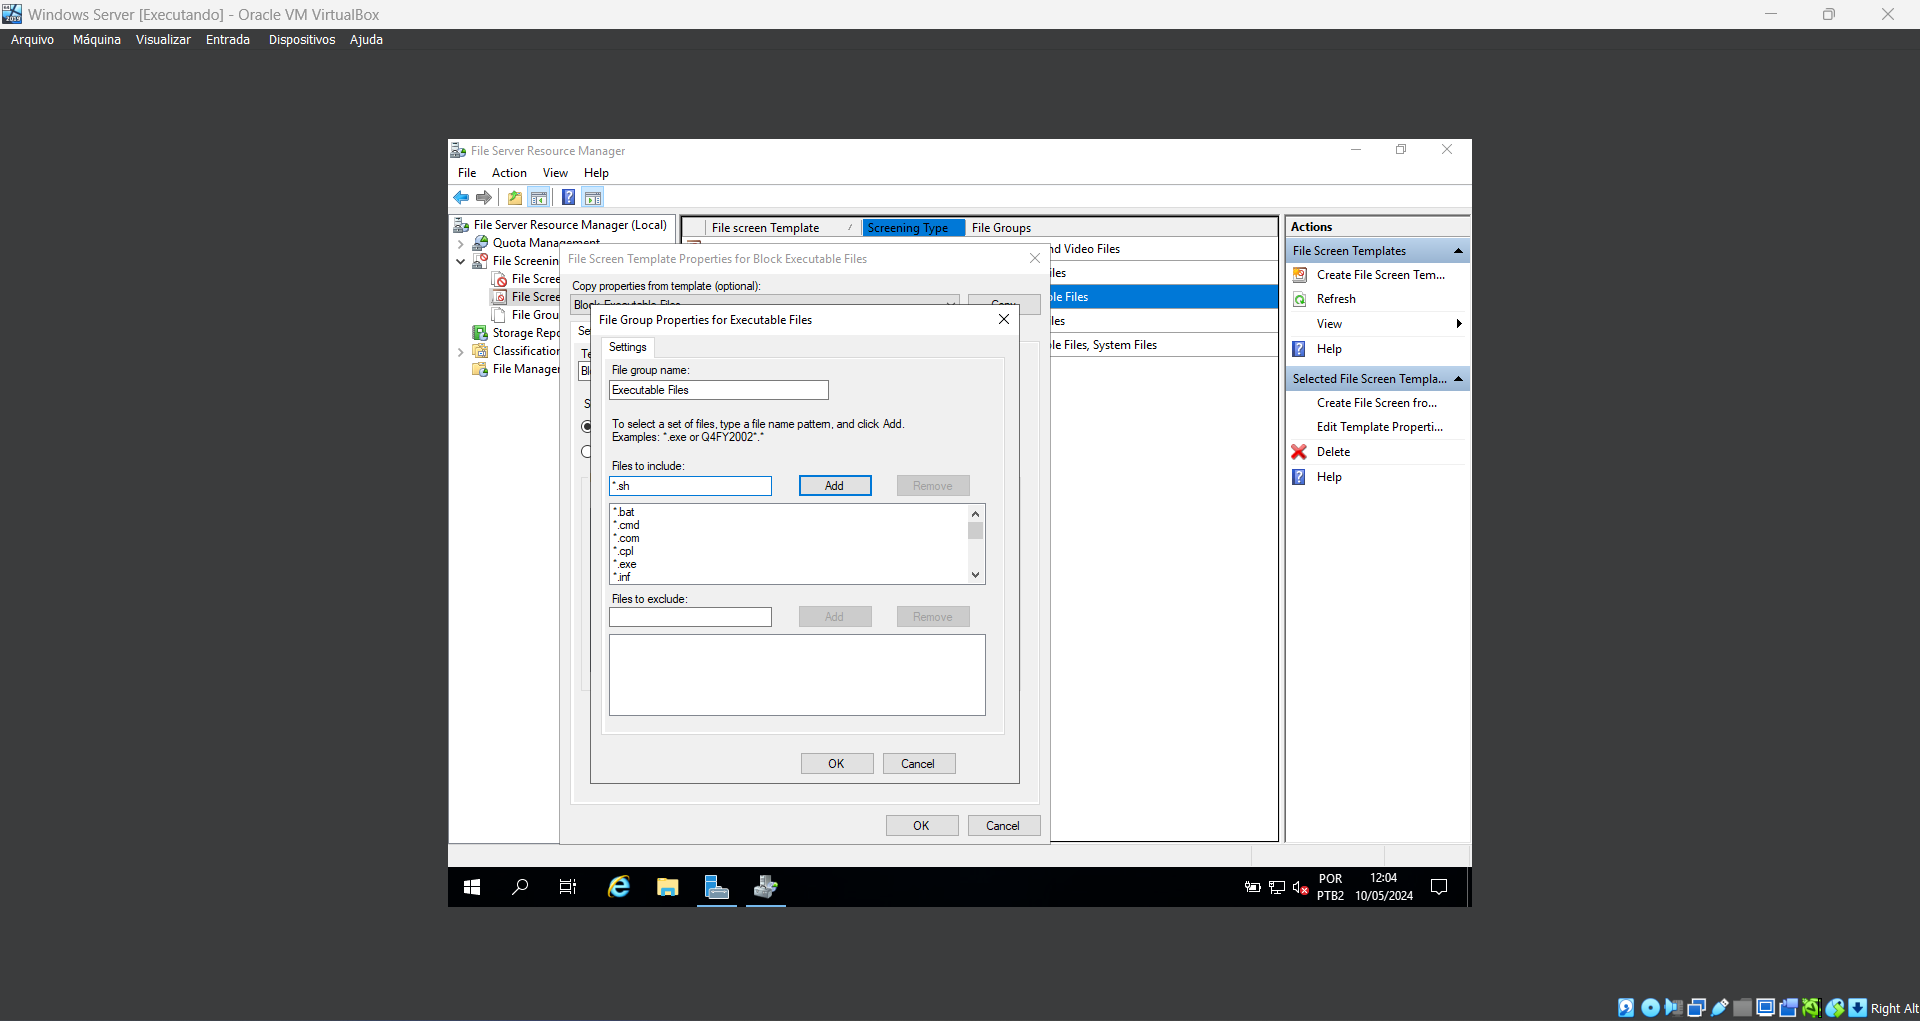 Windows Server [Executando] - Oracle VM VirtualBox
Arquivo Máquina Visualizar Entrada Dispositivos Ajuda
File Server Resource Manager
File Action View Help
File Server Resource Manager (Local)
Quota Management
File Screenin
File Scree
File Scree
File Grou
Storage Repo
Classification
File Manager
File screen Template Screening Type File Groups
nd Video Files
iles
le Files
iles
le Files, System Files
File Screen Template Properties for Block Executable Files
Copy properties from template (optional):
Block Executable Files Copy
Se
Te
Bl
S
File Group Properties for Executable Files
Settings
File group name:
Executable Files
To select a set of files, type a file name pattern, and click Add.
Examples: *.exe or Q4FY2002*.*
Files to include:
*.sh Add Remove
*.bat
*.cmd
*.com
*.cpl
*.exe
*.inf
Files to exclude:
Add Remove
OK Cancel
OK Cancel
Actions
File Screen Templates
Create File Screen Tem...
Refresh
View
Help
Selected File Screen Templa...
Create File Screen fro...
Edit Template Properti...
Delete
Help
POR
PTB2
12:04
10/05/2024
Right Alt